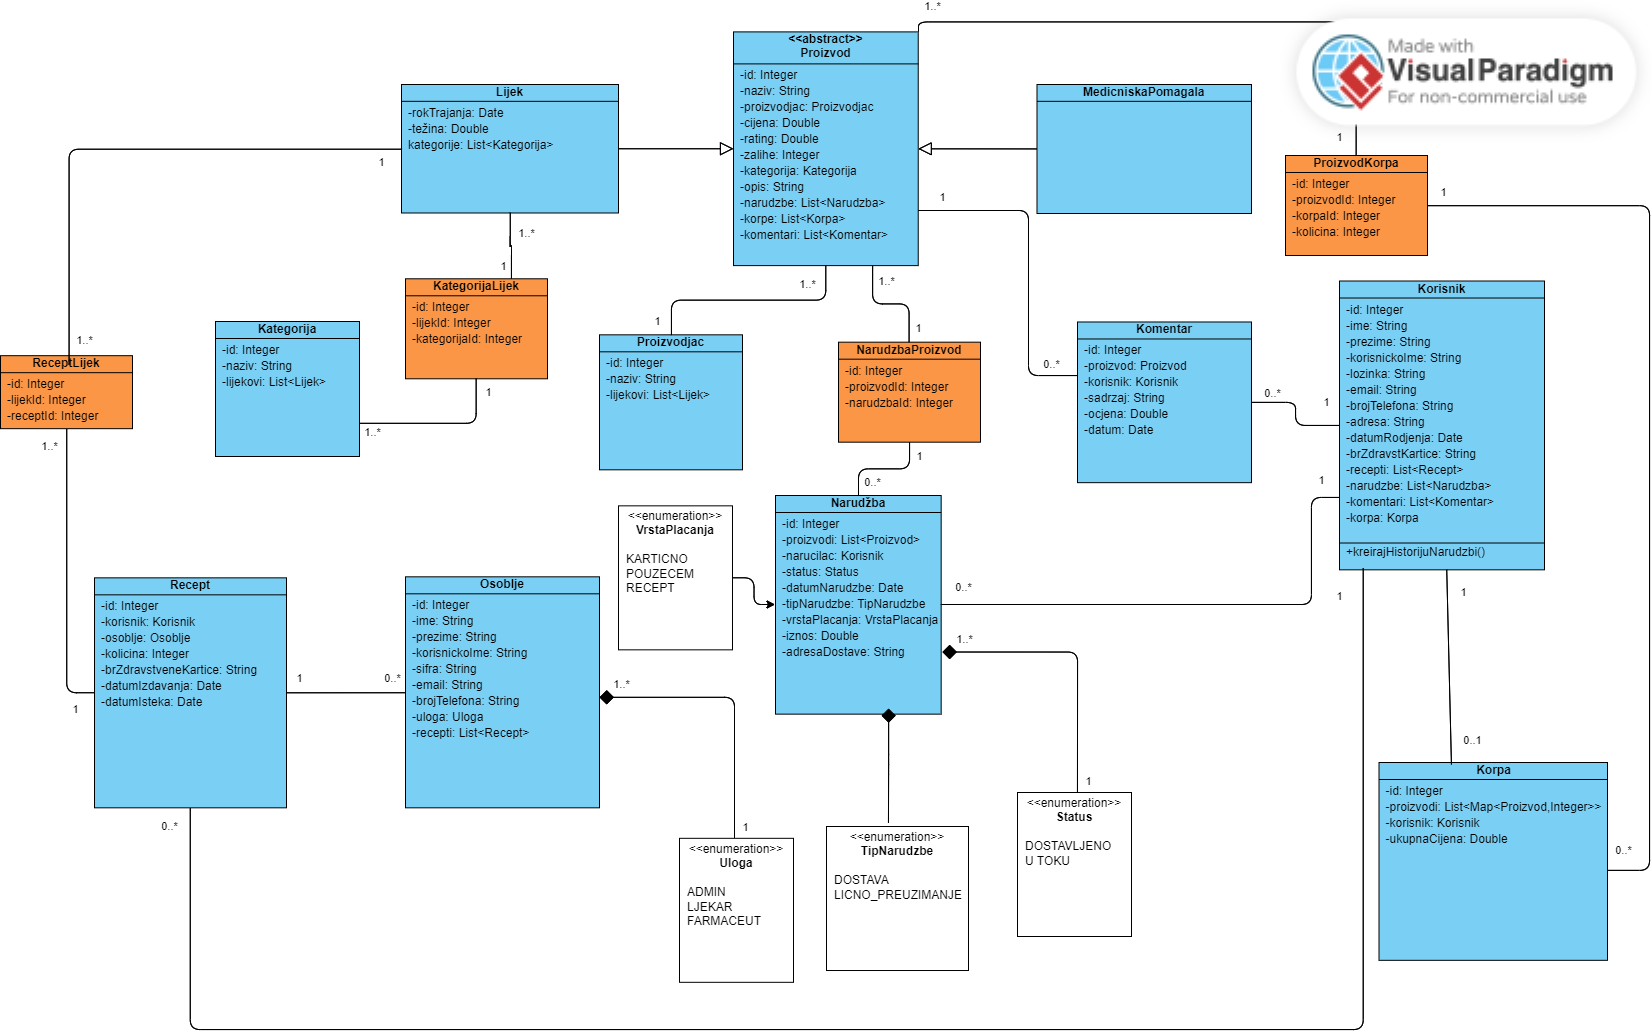 1..*
Made with
VisualParadigm
For non-commercial use
<<abstract>>
Proizvod
-id: Integer
-naziv: String
-proizvodjac: Proizvodjac
-cijena: Double
-rating: Double
-zalihe: Integer
-kategorija: Kategorija
-opis: String
-narudzbe: List<Narudzba>
-korpe: List<Korpa>
-komentari: List<Komentar>
Lijek
-rokTrajanja: Date
-težina: Double
kategorije: List<Kategorija>
MedicniskaPomagala
1
1
1
ProizvodKorpa
-id: Integer
-proizvodId: Integer
-korpaId: Integer
-kolicina: Integer
1
1..*
1
KategorijaLijek
-id: Integer
-lijekId: Integer
-kategorijaId: Integer
1
1..*
Kategorija
-id: Integer
-naziv: String
-lijekovi: List<Lijek>
1..*
ReceptLijek
-id: Integer
-lijekId: Integer
-receptId: Integer
1..*
1..*
1
Proizvodjac
-id: Integer
-naziv: String
-lijekovi: List<Lijek>
1..*
1
NarudzbaProizvod
-id: Integer
-proizvodId: Integer
-narudzbaId: Integer
1
0..*
0..*
Komentar
-id: Integer
-proizvod: Proizvod
-korisnik: Korisnik
-sadrzaj: String
-ocjena: Double
-datum: Date
0..*
1
Korisnik
-id: Integer
-ime: String
-prezime: String
-korisnickoIme: String
-lozinka: String
-email: String
-brojTelefona: String
-adresa: String
-datumRodjenja: Date
-brZdravstKartice: String
-recepti: List<Recept>
-narudzbe: List<Narudzba>
-komentari: List<Komentar>
-korpa: Korpa
+kreirajHistorijuNarudzbi()
1
1
1
<<enumeration>>
VrstaPlacanja
KARTICNO
POUZECEM
RECEPT
Narudžba
-id: Integer
-proizvodi: List<Proizvod>
-narucilac: Korisnik
-status: Status
-datumNarudzbe: Date
-tipNarudzbe: TipNarudzbe
-vrstaPlacanja: VrstaPlacanja
-iznos: Double
-adresaDostave: String
0..*
1..*
Recept
-id: Integer
-korisnik: Korisnik
-osoblje: Osoblje
-kolicina: Integer
-brZdravstveneKartice: String
-datumIzdavanja: Date
-datumIsteka: Date
1
1
0..*
0..*
Osoblje
-id: Integer
-ime: String
-prezime: String
-korisnickoIme: String
-sifra: String
-email: String
-brojTelefona: String
-uloga: Uloga
-recepti: List<Recept>
1..*
1
<<enumeration>>
Uloga
ADMIN
LJEKAR
FARMACEUT
<<enumeration>>
TipNarudzbe
DOSTAVA
LICNO_PREUZIMANJE
1
<<enumeration>>
Status
DOSTAVLJENO
U TOKU
0..1
Korpa
-id: Integer
-proizvodi: List<Map<Proizvod,Integer>>
-korisnik: Korisnik
-ukupnaCijena: Double
0..*